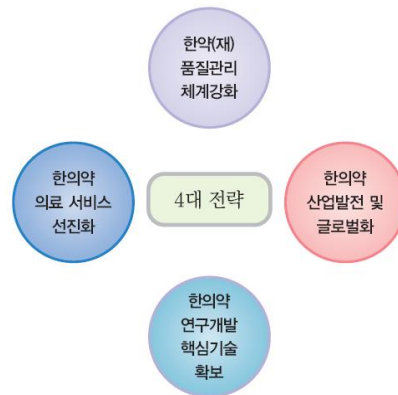 한약(재)
품질관리
체계강화
한의약
의료 서비스
선진화
4대 전략
한의약
산업발전 및
글로벌화
한의약
연구개발
핵심기술
확보